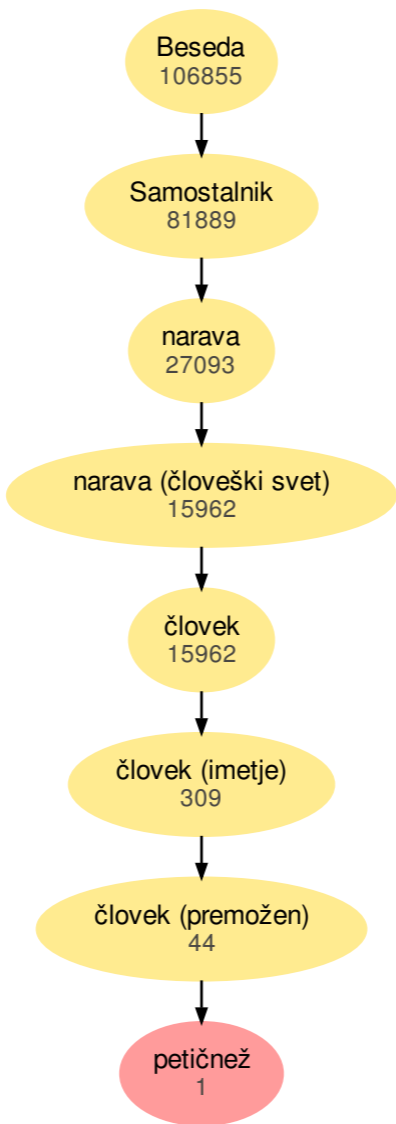 Beseda
106855
Samostalnik
81889
narava
27093
narava (človeški svet)
15962
človek
15962
človek (imetje)
309
človek (premožen)
44
petičnež
1